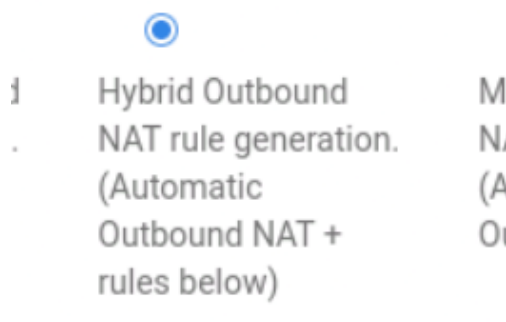 Hybrid Outbound
NAT rule generation.
(Automatic
Outbound NAT +
rules below)